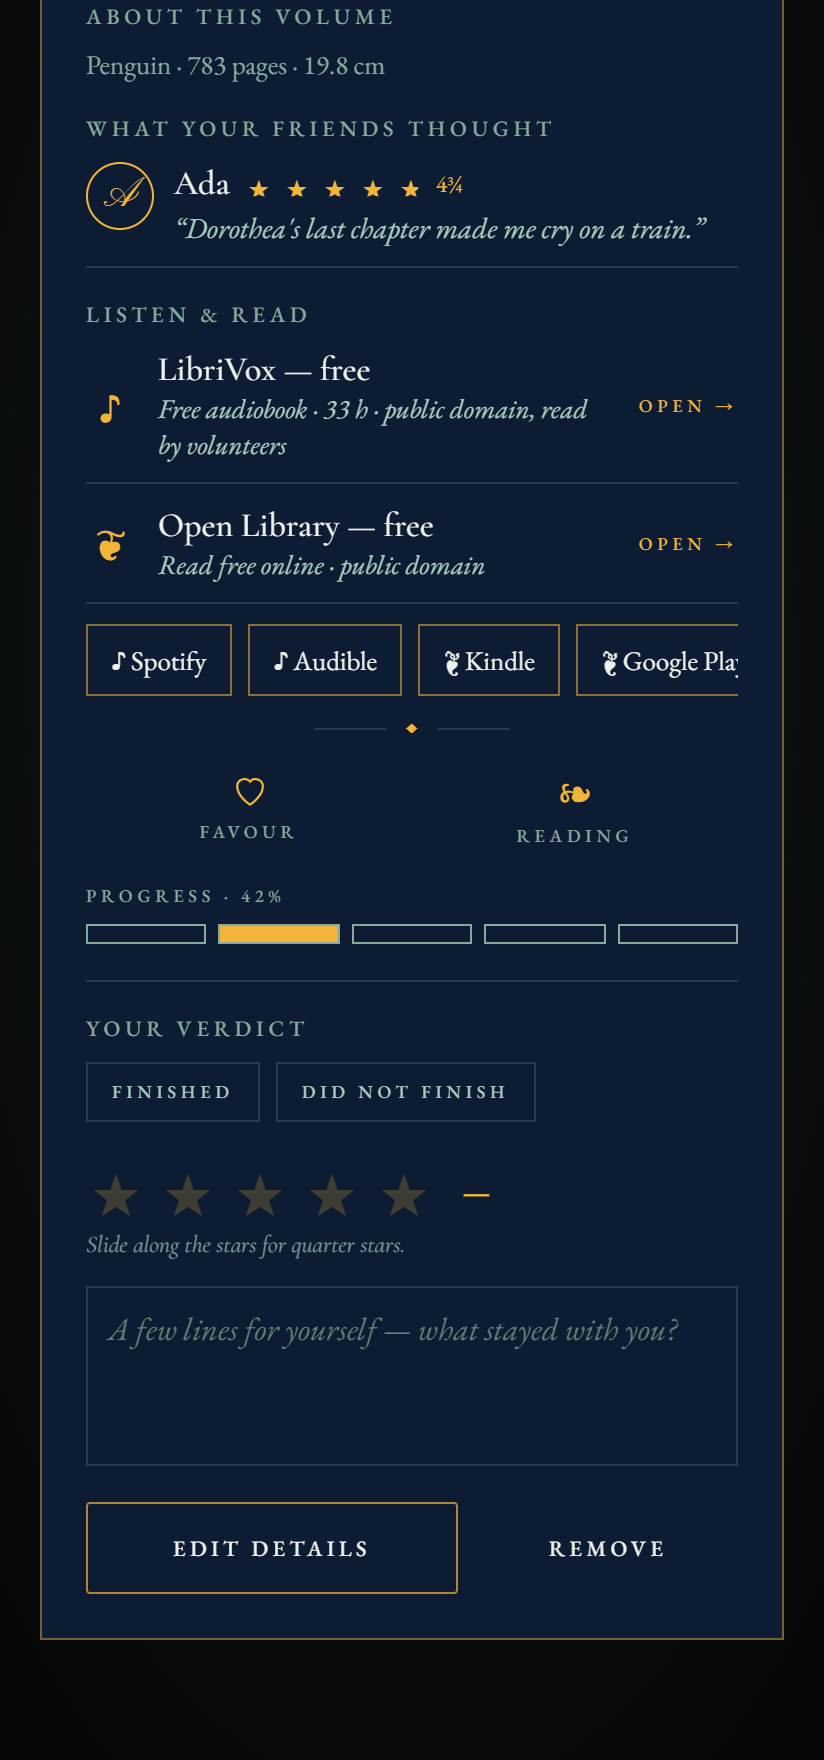 ABOUT THIS VOLUME
Penguin · 783 pages · 19.8 cm
WHAT YOUR FRIENDS THOUGHT
A
Ada ★ ★ ★ ★ ★ 4¾
“Dorothea's last chapter made me cry on a train.”
LISTEN & READ
LibriVox — free
Free audiobook · 33 h · public domain, read
by volunteers
OPEN →
Open Library — free
Read free online · public domain
OPEN →
♪ Spotify
♪ Audible
❦ Kindle
❦ Google Play
FAVOUR
READING
PROGRESS · 42%
YOUR VERDICT
FINISHED
DID NOT FINISH
★ ★ ★ ★ ★ —
Slide along the stars for quarter stars.
A few lines for yourself — what stayed with you?
EDIT DETAILS
REMOVE